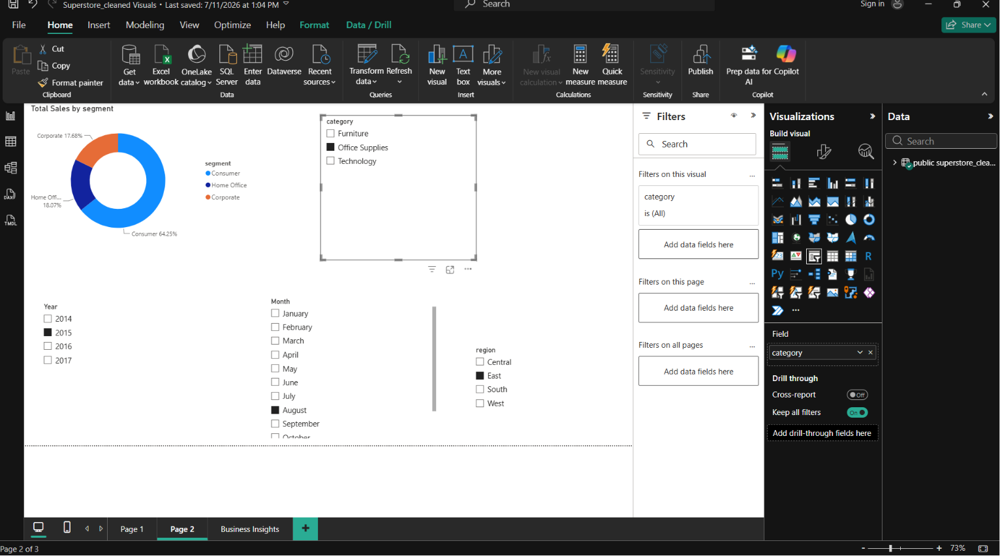 Superstore_cleaned Visuals • Last saved: 7/11/2026 at 1:04 PM
Search
Sign in
File
Home
Insert
Modeling
View
Optimize
Help
Format
Data / Drill
Share
Paste
Cut
Copy
Format painter
Clipboard
Get data
Excel workbook
OneLake catalog
SQL Server
Enter data
Dataverse
Recent sources
Data
Transform data
Refresh
Queries
New visual
Text box
More visuals
Insert
New visual calculation
New measure
Quick measure
Calculations
Sensitivity
Sensitivity
Publish
Share
Prep data for AI
Copilot
Copilot
DAX
TMDL
Total Sales by segment
Corporate 17.68%
Home Offi...
18.07%
Consumer 64.25%
segment
Consumer
Home Office
Corporate
category
Furniture
Office Supplies
Technology
Year
2014
2015
2016
2017
Month
January
February
March
April
May
June
July
August
September
October
region
Central
East
South
West
Filters
Search
Filters on this visual
...
category
is (All)
Add data fields here
Filters on this page
...
Add data fields here
Filters on all pages
...
Add data fields here
Visualizations
Build visual
123
R
Py
...
Field
category
Drill through
Cross-report
Off
Keep all filters
On
Add drill-through fields here
Data
Search
public superstore_clea...
Page 1
Page 2
Business Insights
+
Page 2 of 3
-
+
73%